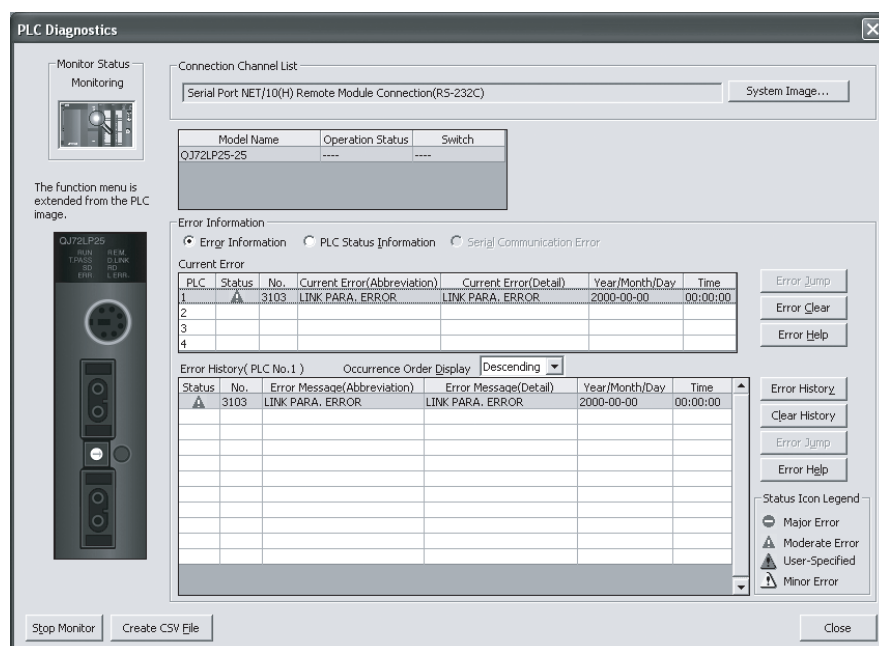 PLC Diagnostics
Monitor Status
Monitoring
Connection Channel List
Serial Port NET/10(H) Remote Module Connection(RS-232C)
System Image...
Model Name Operation Status Switch
QJ72LP25-25 ---- ----
The function menu is
extended from the PLC
image.
QJ72LP25
RUN REM.
T.PASS D.LINK
SD RD
ERR. L ERR.
Error Information
Error Information PLC Status Information Serial Communication Error
Current Error
PLC Status No. Current Error(Abbreviation) Current Error(Detail) Year/Month/Day Time
1 3103 LINK PARA. ERROR LINK PARA. ERROR 2000-00-00 00:00:00
2
3
4
Error Jump
Error Clear
Error Help
Error History( PLC No.1 ) Occurrence Order Display Descending
Status No. Error Message(Abbreviation) Error Message(Detail) Year/Month/Day Time
3103 LINK PARA. ERROR LINK PARA. ERROR 2000-00-00 00:00:00
Error History
Clear History
Error Jump
Error Help
Status Icon Legend
Major Error
Moderate Error
User-Specified
Minor Error
Stop Monitor
Create CSV File
Close